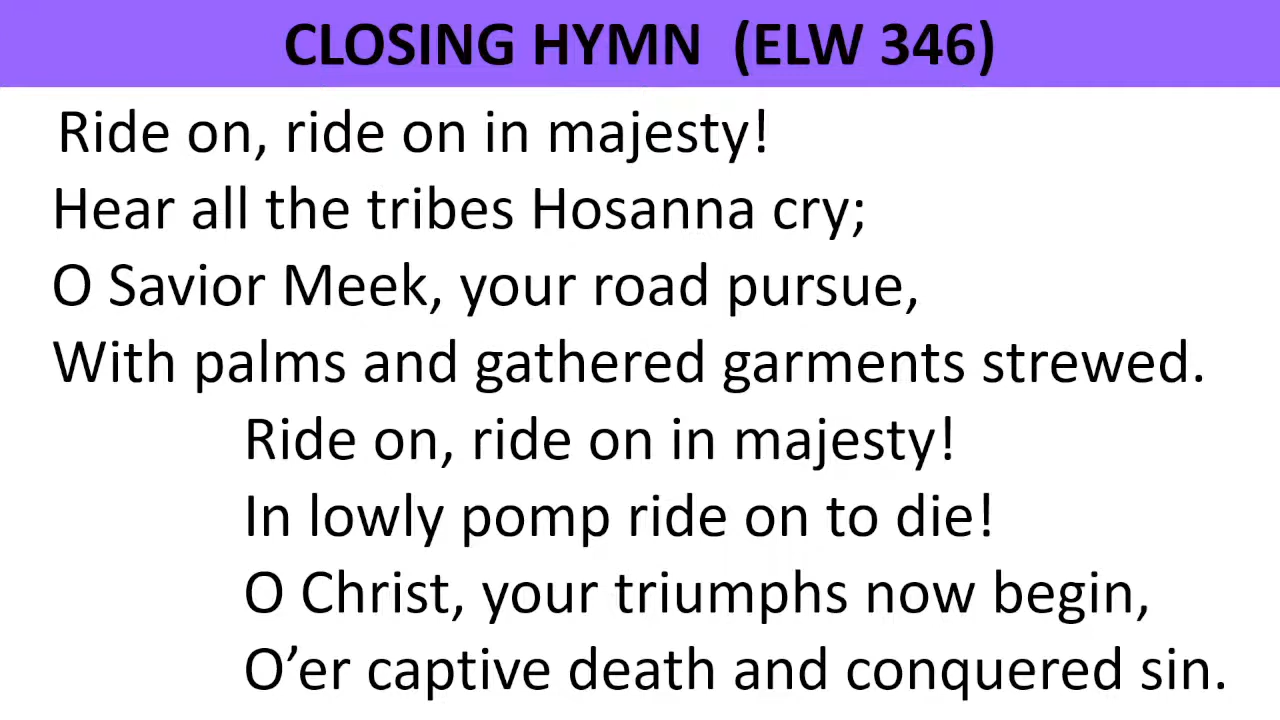 CLOSING HYMN  (ELW 346)
Ride on, ride on in majesty!
Hear all the tribes Hosanna cry;
O Savior Meek, your road pursue,
With palms and gathered garments strewed.
Ride on, ride on in majesty!
In lowly pomp ride on to die!
O Christ, your triumphs now begin,
O’er captive death and conquered sin.